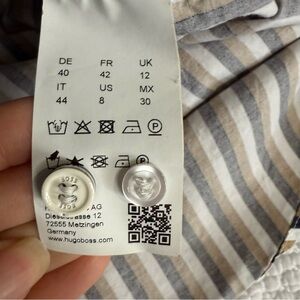 DE FR UK
40 42 12
IT US MX
44 8 30
BOSS
AG
12
72555 Metzingen
Germany
www.hugoboss.com